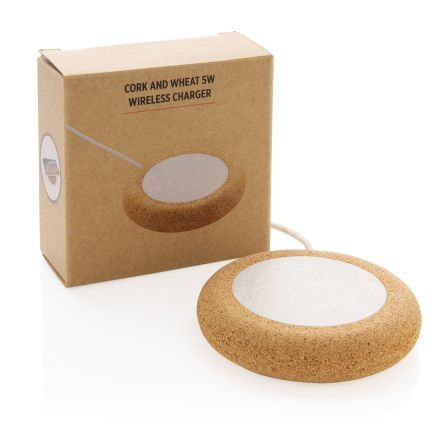 CORK AND WHEAT 5W
WIRELESS CHARGER